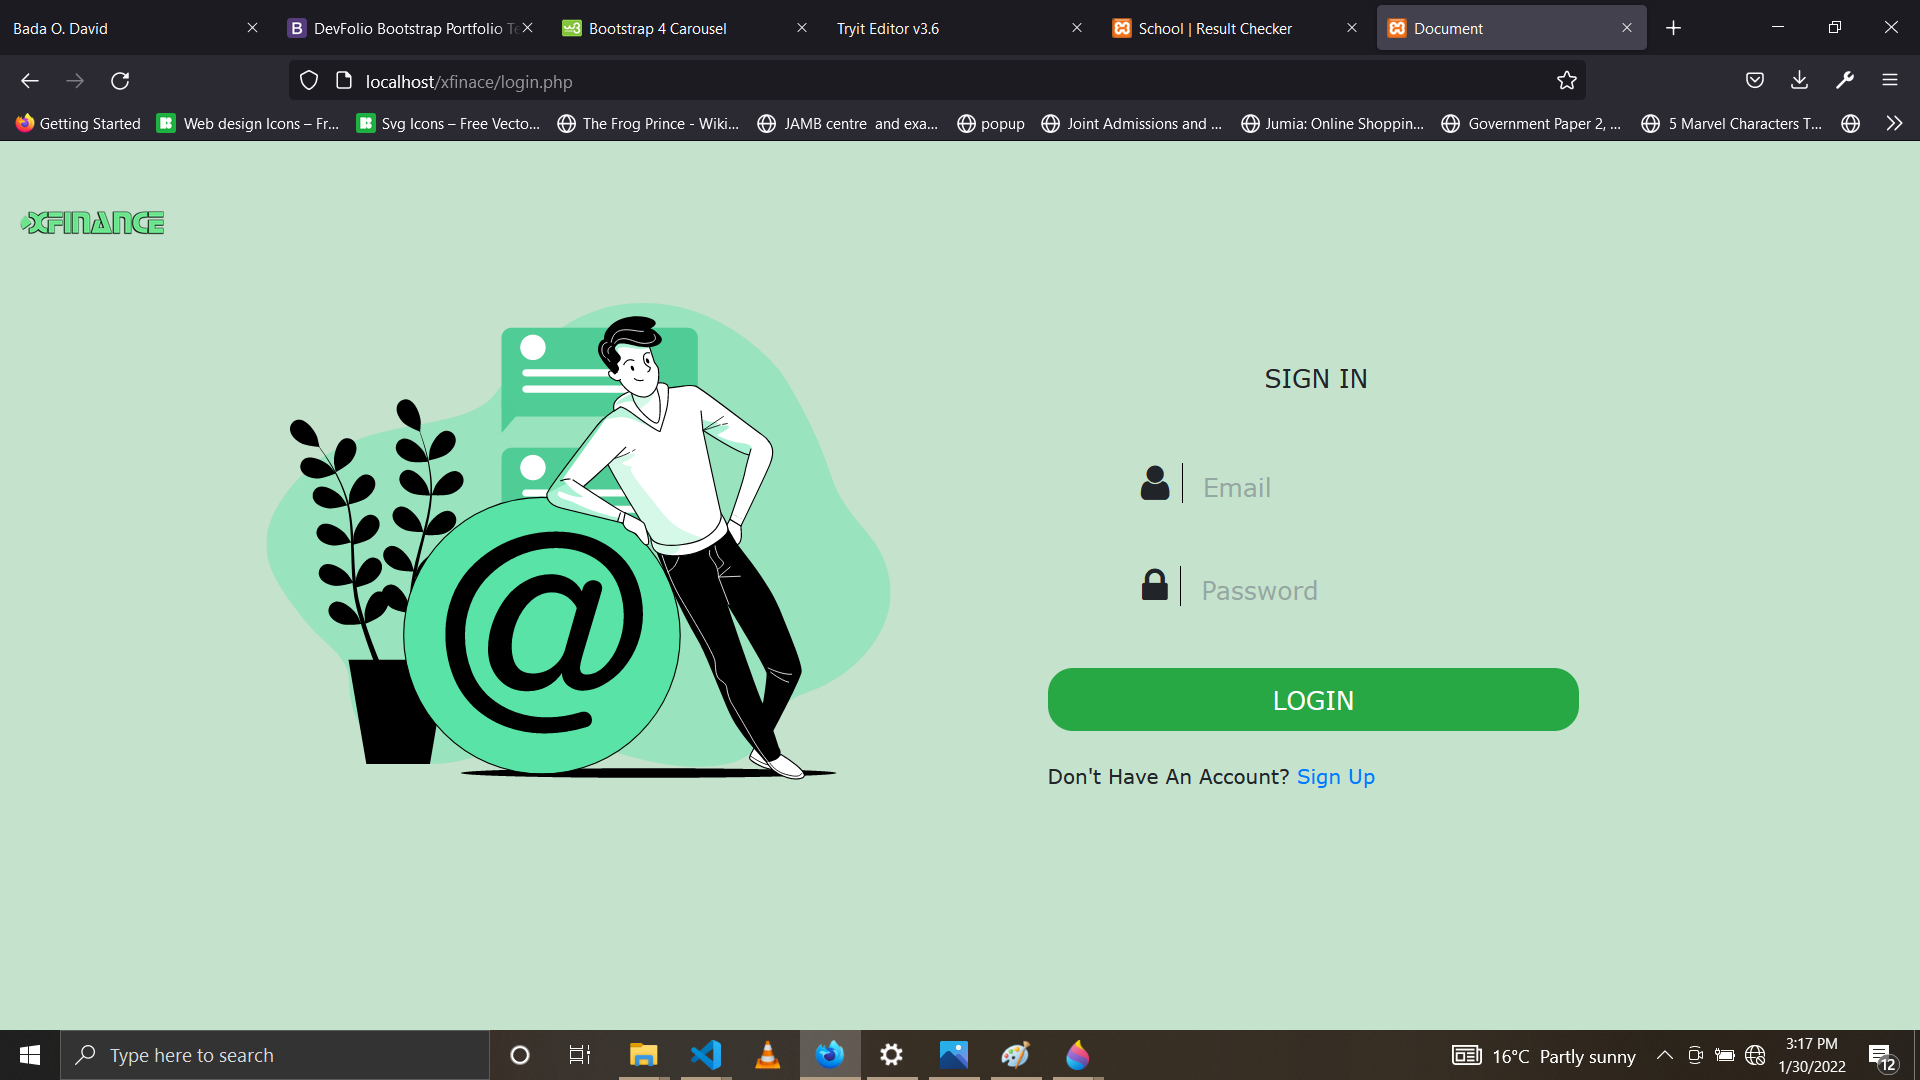 Bada O. David
DevFolio Bootstrap Portfolio Te
Bootstrap 4 Carousel
Tryit Editor v3.6
School | Result Checker
Document
localhost/xfinace/login.php
Getting Started
Web design Icons – Fr...
Svg Icons – Free Vecto...
The Frog Prince - Wiki...
JAMB centre and exa...
popup
Joint Admissions and ...
Jumia: Online Shoppin...
Government Paper 2, ...
5 Marvel Characters T...
XFINANCE
@
SIGN IN
Email
Password
LOGIN
Don't Have An Account? Sign Up
Type here to search
16°C Partly sunny
3:17 PM
1/30/2022
12